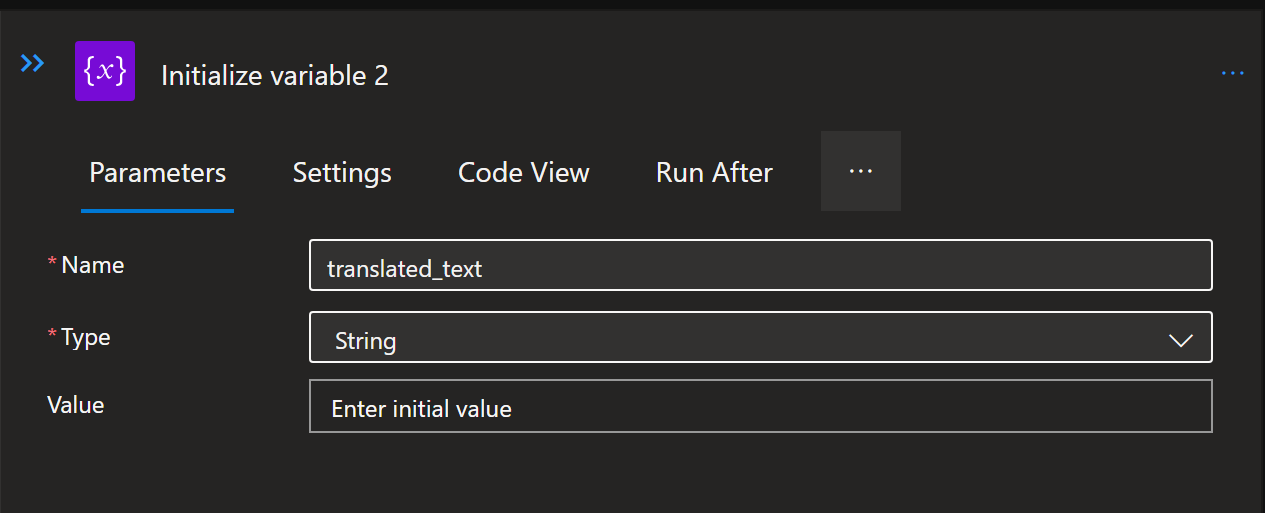 {x} Initialize variable 2
...
Parameters Settings Code View Run After ...
* Name translated_text
* Type String
Value Enter initial value